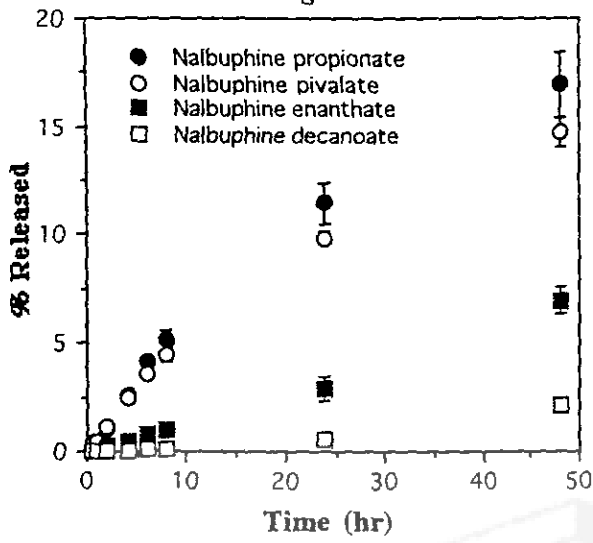 20
15
10
5
0
% Released
Nalbuphine propionate
Nalbuphine pivalate
Nalbuphine enanthate
Nalbuphine decanoate
0 10 20 30 40 50
Time (hr)